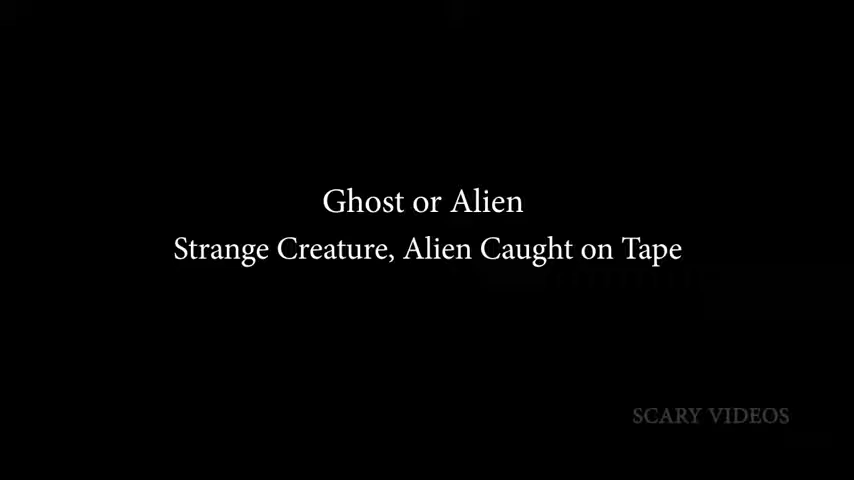 Ghost or Alien
Strange Creature, Alien Caught on Tape
SCARY VIDEOS